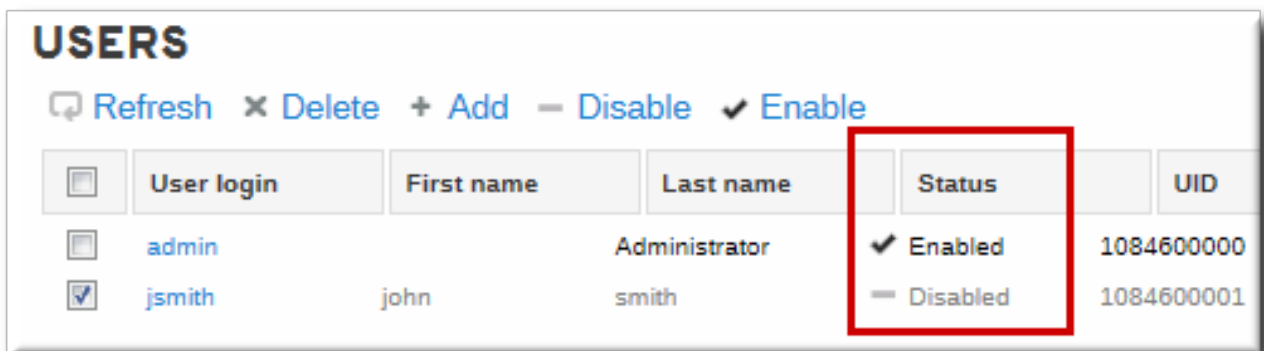 USERS
Refresh Delete Add Disable Enable
User login First name Last name Status UID
admin Administrator Enabled 1084600000
jsmith john smith Disabled 1084600001